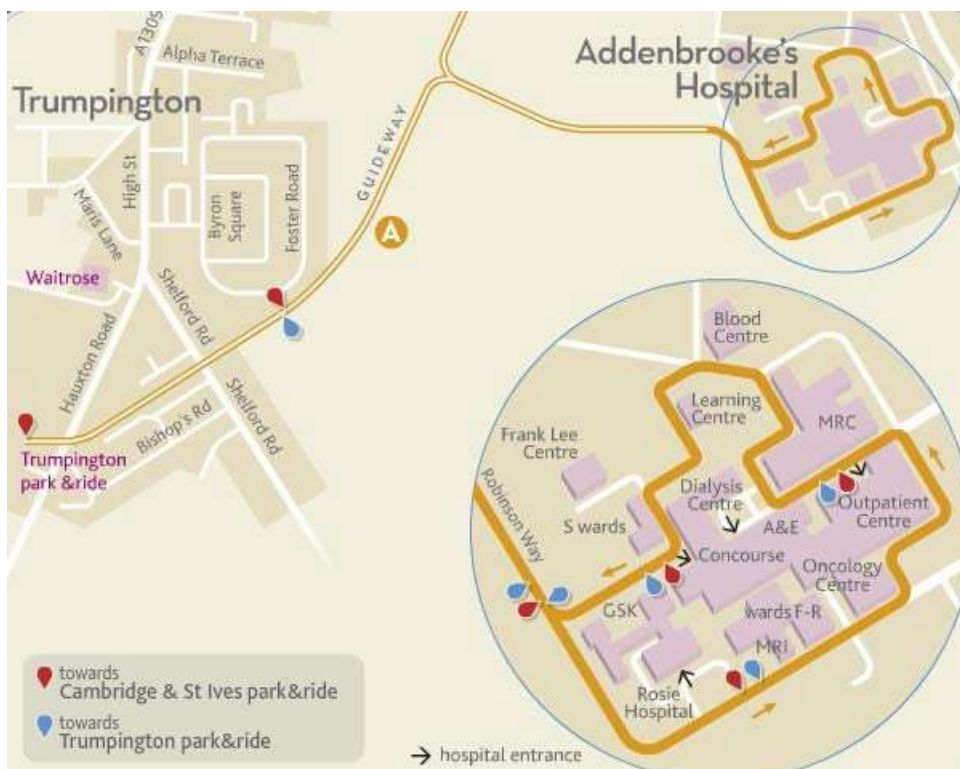 A1309
Alpha Terrace
Addenbrooke's
Hospital
Trumpington
High St
Maris Lane
Byron
Square
Foster Road
GUIDEWAY
A
Waitrose
Shelford Rd
Hauxton Road
Shelford Rd
Bishop's Rd
Trumpington
park &ride
Blood
Centre
Learning
Centre
MRC
Frank Lee
Centre
Robinson Way
Dialysis
Centre
S wards
A&E
Outpatient
Centre
Concourse
Oncology
Centre
GSK
wards F-R
MRi
Rosie
Hospital
towards
Cambridge & St Ives park&ride
towards
Trumpington park&ride
hospital entrance